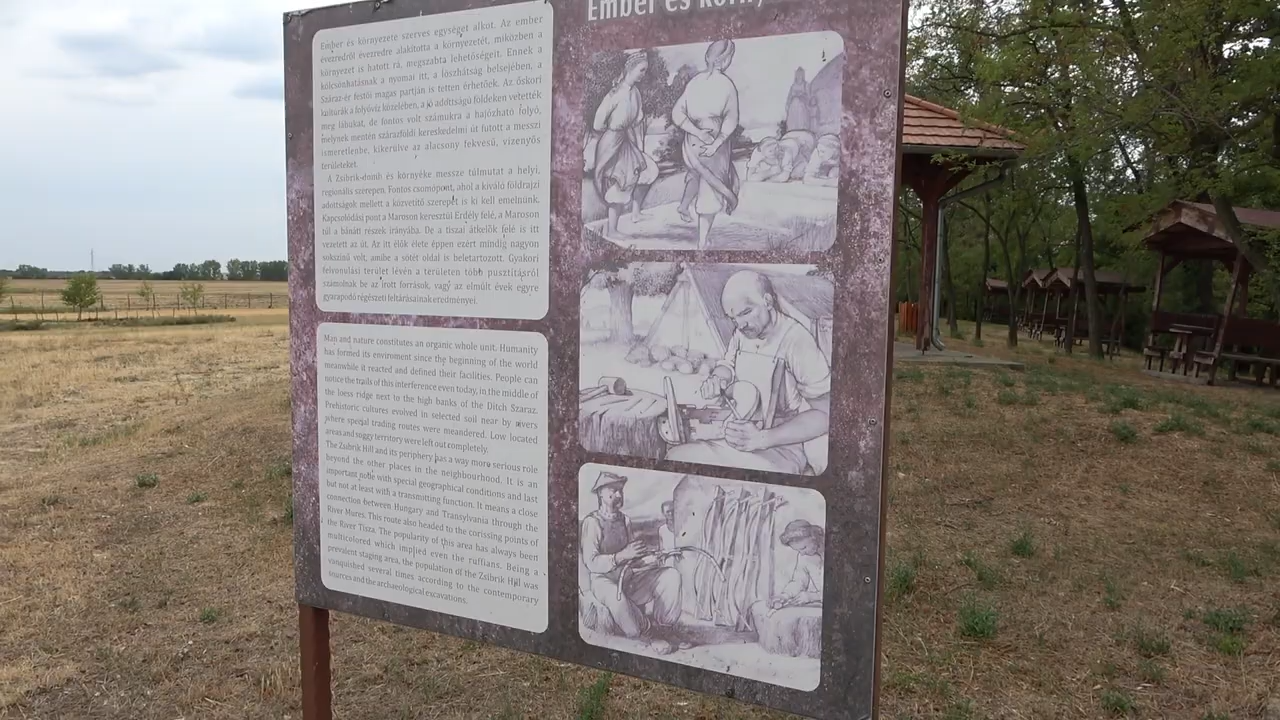 Ember és körny
Ember és környezete szerves egységet alkot. Az ember
évezredről évezredre alakította a környezetét, miközben a
környezet is hatott rá, megszabta lehetőségeit. Ennek a
kölcsönhatásnak a nyomai itt, a löszhátság belsejében, a
Száraz-ér festői magas partján is tetten érhetőek. Az őskori
kultúrák a folyóvíz közelében, a jó adottságú földeken vetették
meg lábukat, de fontos volt számukra a hajózható folyó,
melynek mentén szárazföldi kereskedelmi út futott a messzi
ismeretlenbe, kikerülve az alacsony fekvésű, vizenyős
területeket.
A Zsibrik-domb és környéke messze túlmutat a helyi,
regionális szerepen. Fontos csomópont, ahol a kiváló földrajzi
adottságok mellett a közvetítő szerepet is ki kell emelnünk.
Kapcsolódási pont a Maroson keresztül Erdély felé, a Maroson
túl a bánáti részek irányába. De a tiszai átkelők felé is itt
vezetett az út. Az itt élők élete éppen ezért mindig nagyon
sokszínű volt, amibe a sötét oldal is beletartozott. Gyakori
felvonulási terület lévén a területen több pusztításról
számolnak be az írott források, vagy az elmúlt évek egyre
gyarapodó régészeti feltárásainak eredményei.
Man and nature constitutes an organic whole unit. Humanity
has formed its enviroment since the beginning of the world
meanwhile it reacted and defined their facilities. People can
notice the trails of this interference even today, in the middle of
the loess ridge next to the high banks of the Ditch Szaraz.
Prehistoric cultures evolved in selected soil near by rivers
where special trading routes were meandered. Low located
areas and soggy territory were left out completely.
The Zsibrik Hill and its periphery has a way more serious role
beyond the other places in the neighbourhood. It is an
important node with special geographical conditions and last
but not at least with a transmitting function. It means a close
connection between Hungary and Transylvania through the
River Mures. This route also headed to the corissing points of
the River Tisza. The popularity of this area has always been
multicolored which implied even the ruffians. Being a
prevalent staging area, the population of the Zsibrik Hill was
vanquished several times according to the contemporary
sources and the archaeological excavations.